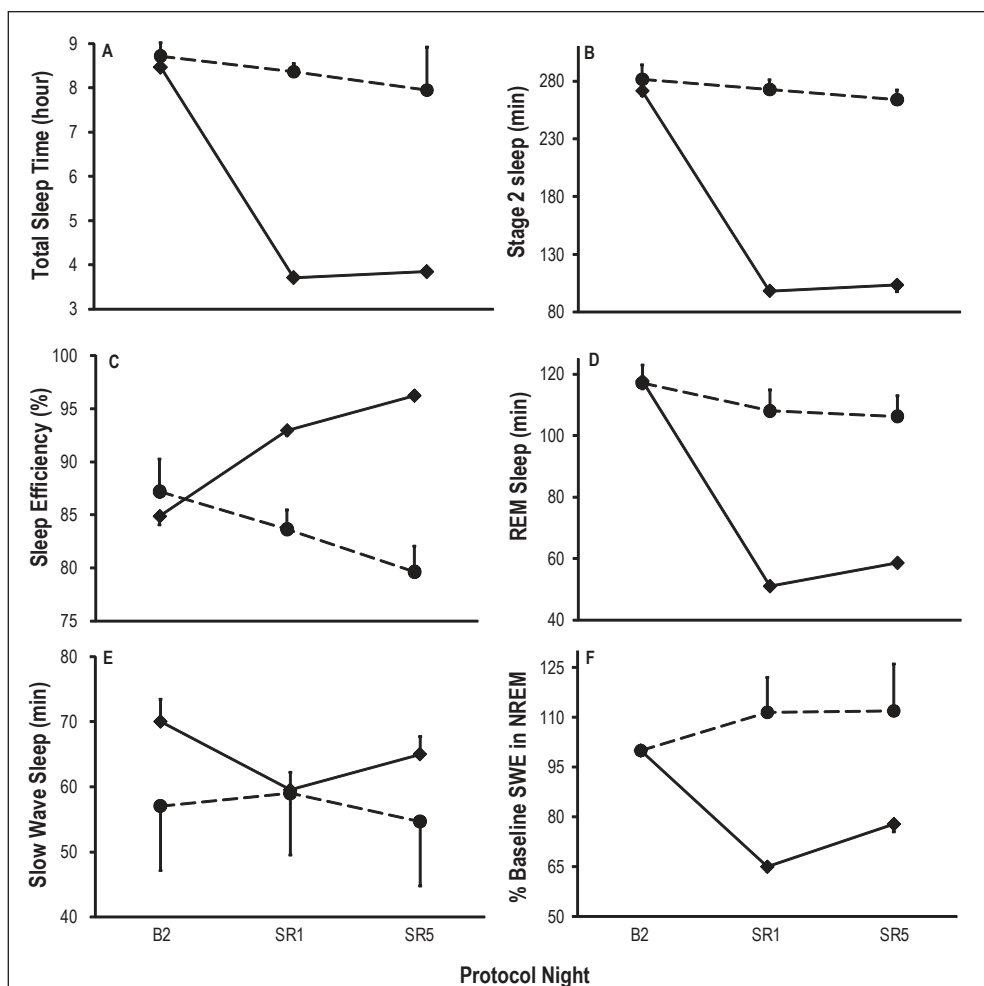 A
Total Sleep Time (hour)
9
8
7
6
5
4
3
B
Stage 2 sleep (min)
280
230
180
130
80
C
Sleep Efficiency (%)
100
95
90
85
80
75
D
REM Sleep (min)
120
100
80
60
40
E
Slow Wave Sleep (min)
80
70
60
50
40
B2 SR1 SR5
F
% Baseline SWE in NREM
125
110
95
80
65
50
B2 SR1 SR5
Protocol Night